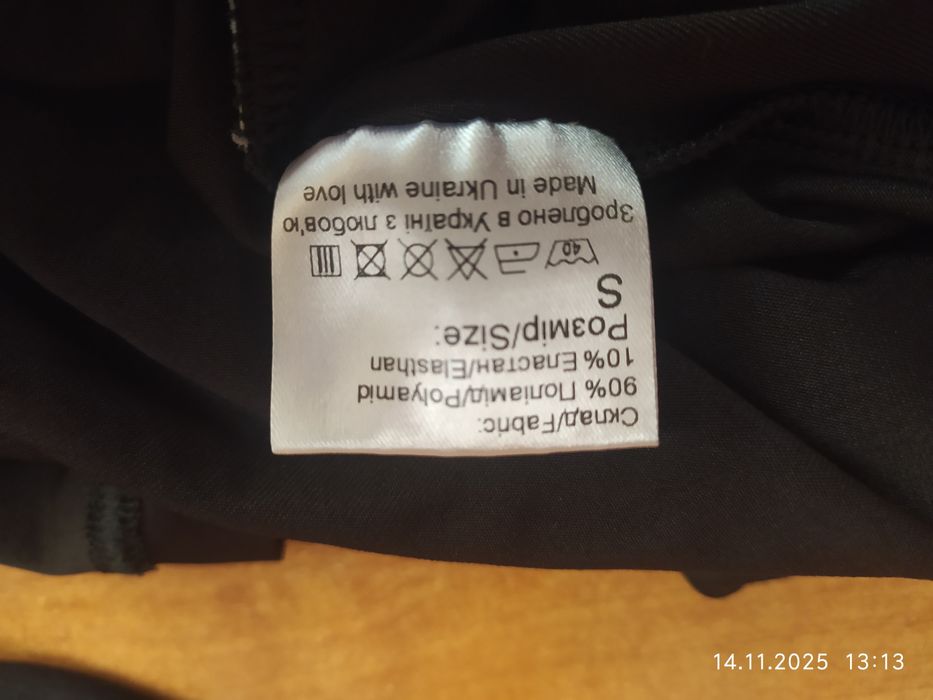 Склад/Fabric:
90% Поліамід/Polyamid
10% Еластан/Elasthan
Розмір/Size:
S
40
Зроблено в Україні з любов'ю
Made in Ukraine with love
14.11.2025 13:13